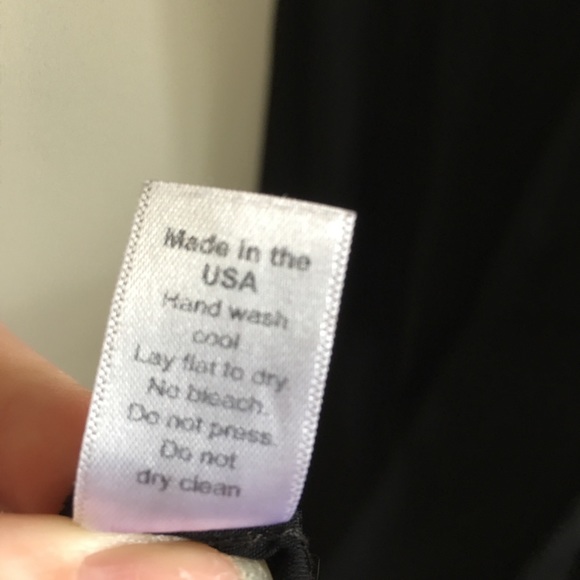 Made in the
USA
Hand wash
cool
Lay flat to dry
No bleach.
Do not press.
Do not
dry clean